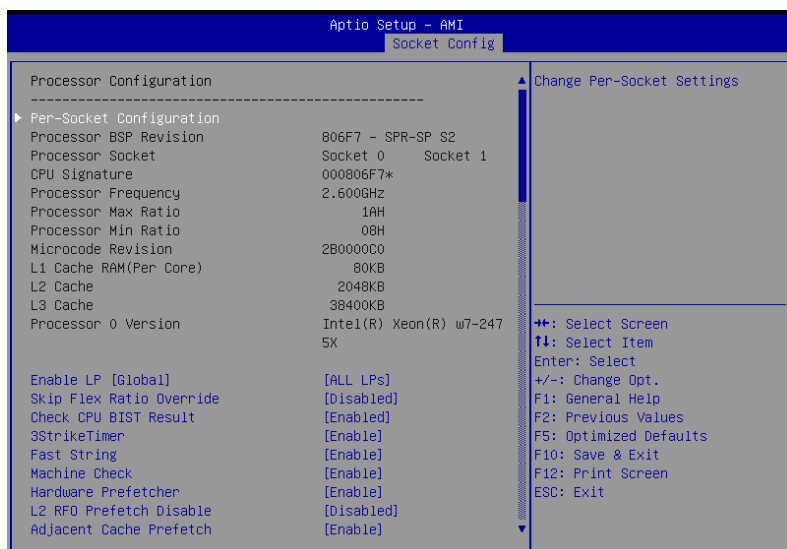 Aptio Setup – AMI
Socket Config
Processor Configuration
--------------------------------------------------
Per-Socket Configuration
Processor BSP Revision 806F7 – SPR-SP S2
Processor Socket Socket 0 Socket 1
CPU Signature 000806F7*
Processor Frequency 2.600GHz
Processor Max Ratio 1AH
Processor Min Ratio 08H
Microcode Revision 2B0000C0
L1 Cache RAM(Per Core) 80KB
L2 Cache 2048KB
L3 Cache 38400KB
Processor 0 Version Intel(R) Xeon(R) w7-247
5X
Enable LP [Global] [ALL LPs]
Skip Flex Ratio Override [Disabled]
Check CPU BIST Result [Enabled]
3StrikeTimer [Enable]
Fast String [Enable]
Machine Check [Enable]
Hardware Prefetcher [Enable]
L2 RFO Prefetch Disable [Disabled]
Adjacent Cache Prefetch [Enable]
Change Per-Socket Settings
→←: Select Screen
↑↓: Select Item
Enter: Select
+/-: Change Opt.
F1: General Help
F2: Previous Values
F5: Optimized Defaults
F10: Save & Exit
F12: Print Screen
ESC: Exit